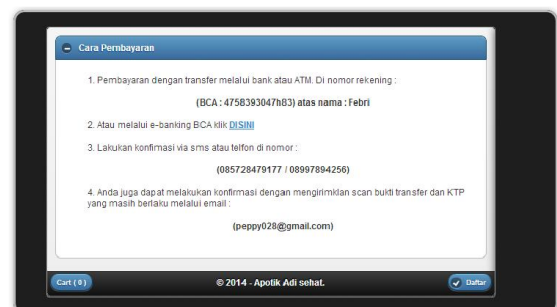 Cara Pembayaran
1. Pembayaran dengan transfer melalui bank atau ATM. Di nomor rekening :
(BCA : 4758393047h83) atas nama : Febri
2. Atau melalui e-banking BCA klik DISINI
3. Lakukan konfimasi via sms atau telfon di nomor :
(085728479177 / 08997894256)
4. Anda juga dapat melakukan konfirmasi dengan mengirimklan scan bukti transfer dan KTP
yang masih berlaku melalui email :
(peppy028@gmail.com)
Cart ( 0 )
© 2014 - Apotik Adi sehat.
Daftar